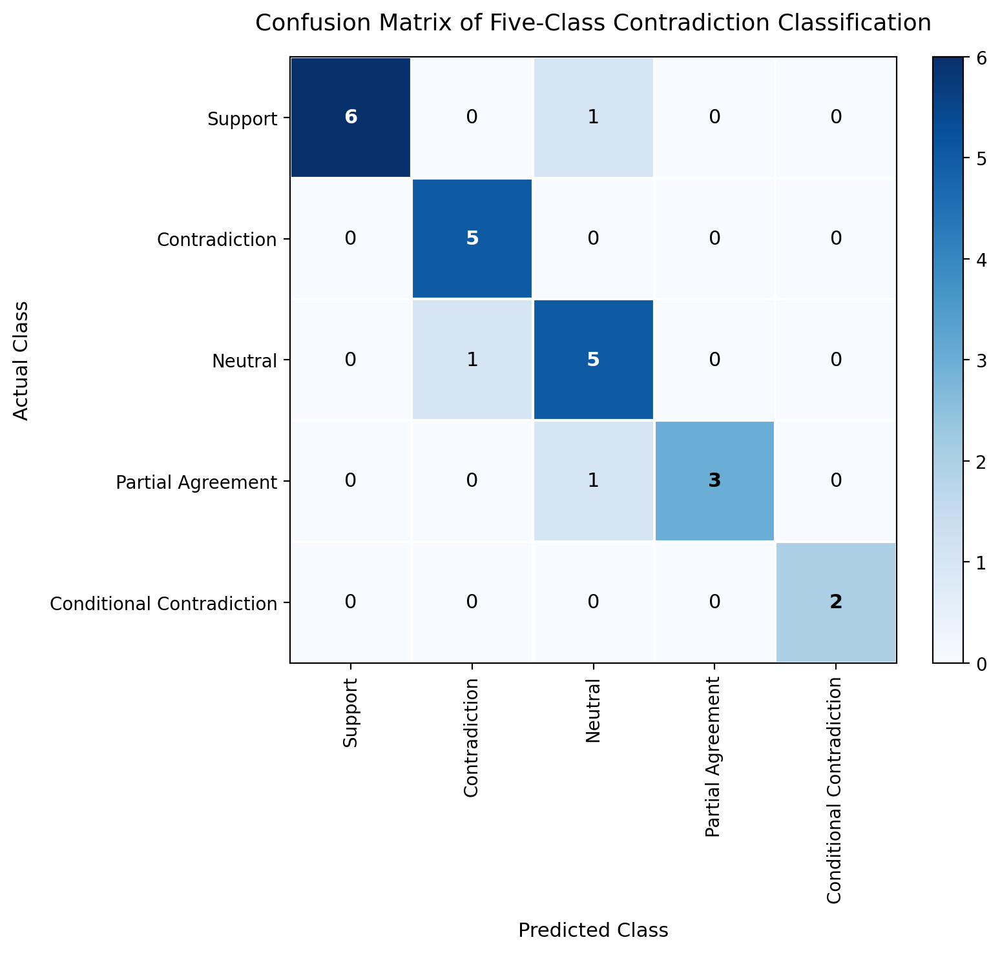 Confusion Matrix of Five-Class Contradiction Classification
Actual Class
Support 6 0 1 0 0
Contradiction 0 5 0 0 0
Neutral 0 1 5 0 0
Partial Agreement 0 0 1 3 0
Conditional Contradiction 0 0 0 0 2
Support
Contradiction
Neutral
Partial Agreement
Conditional Contradiction
Predicted Class
6
5
4
3
2
1
0